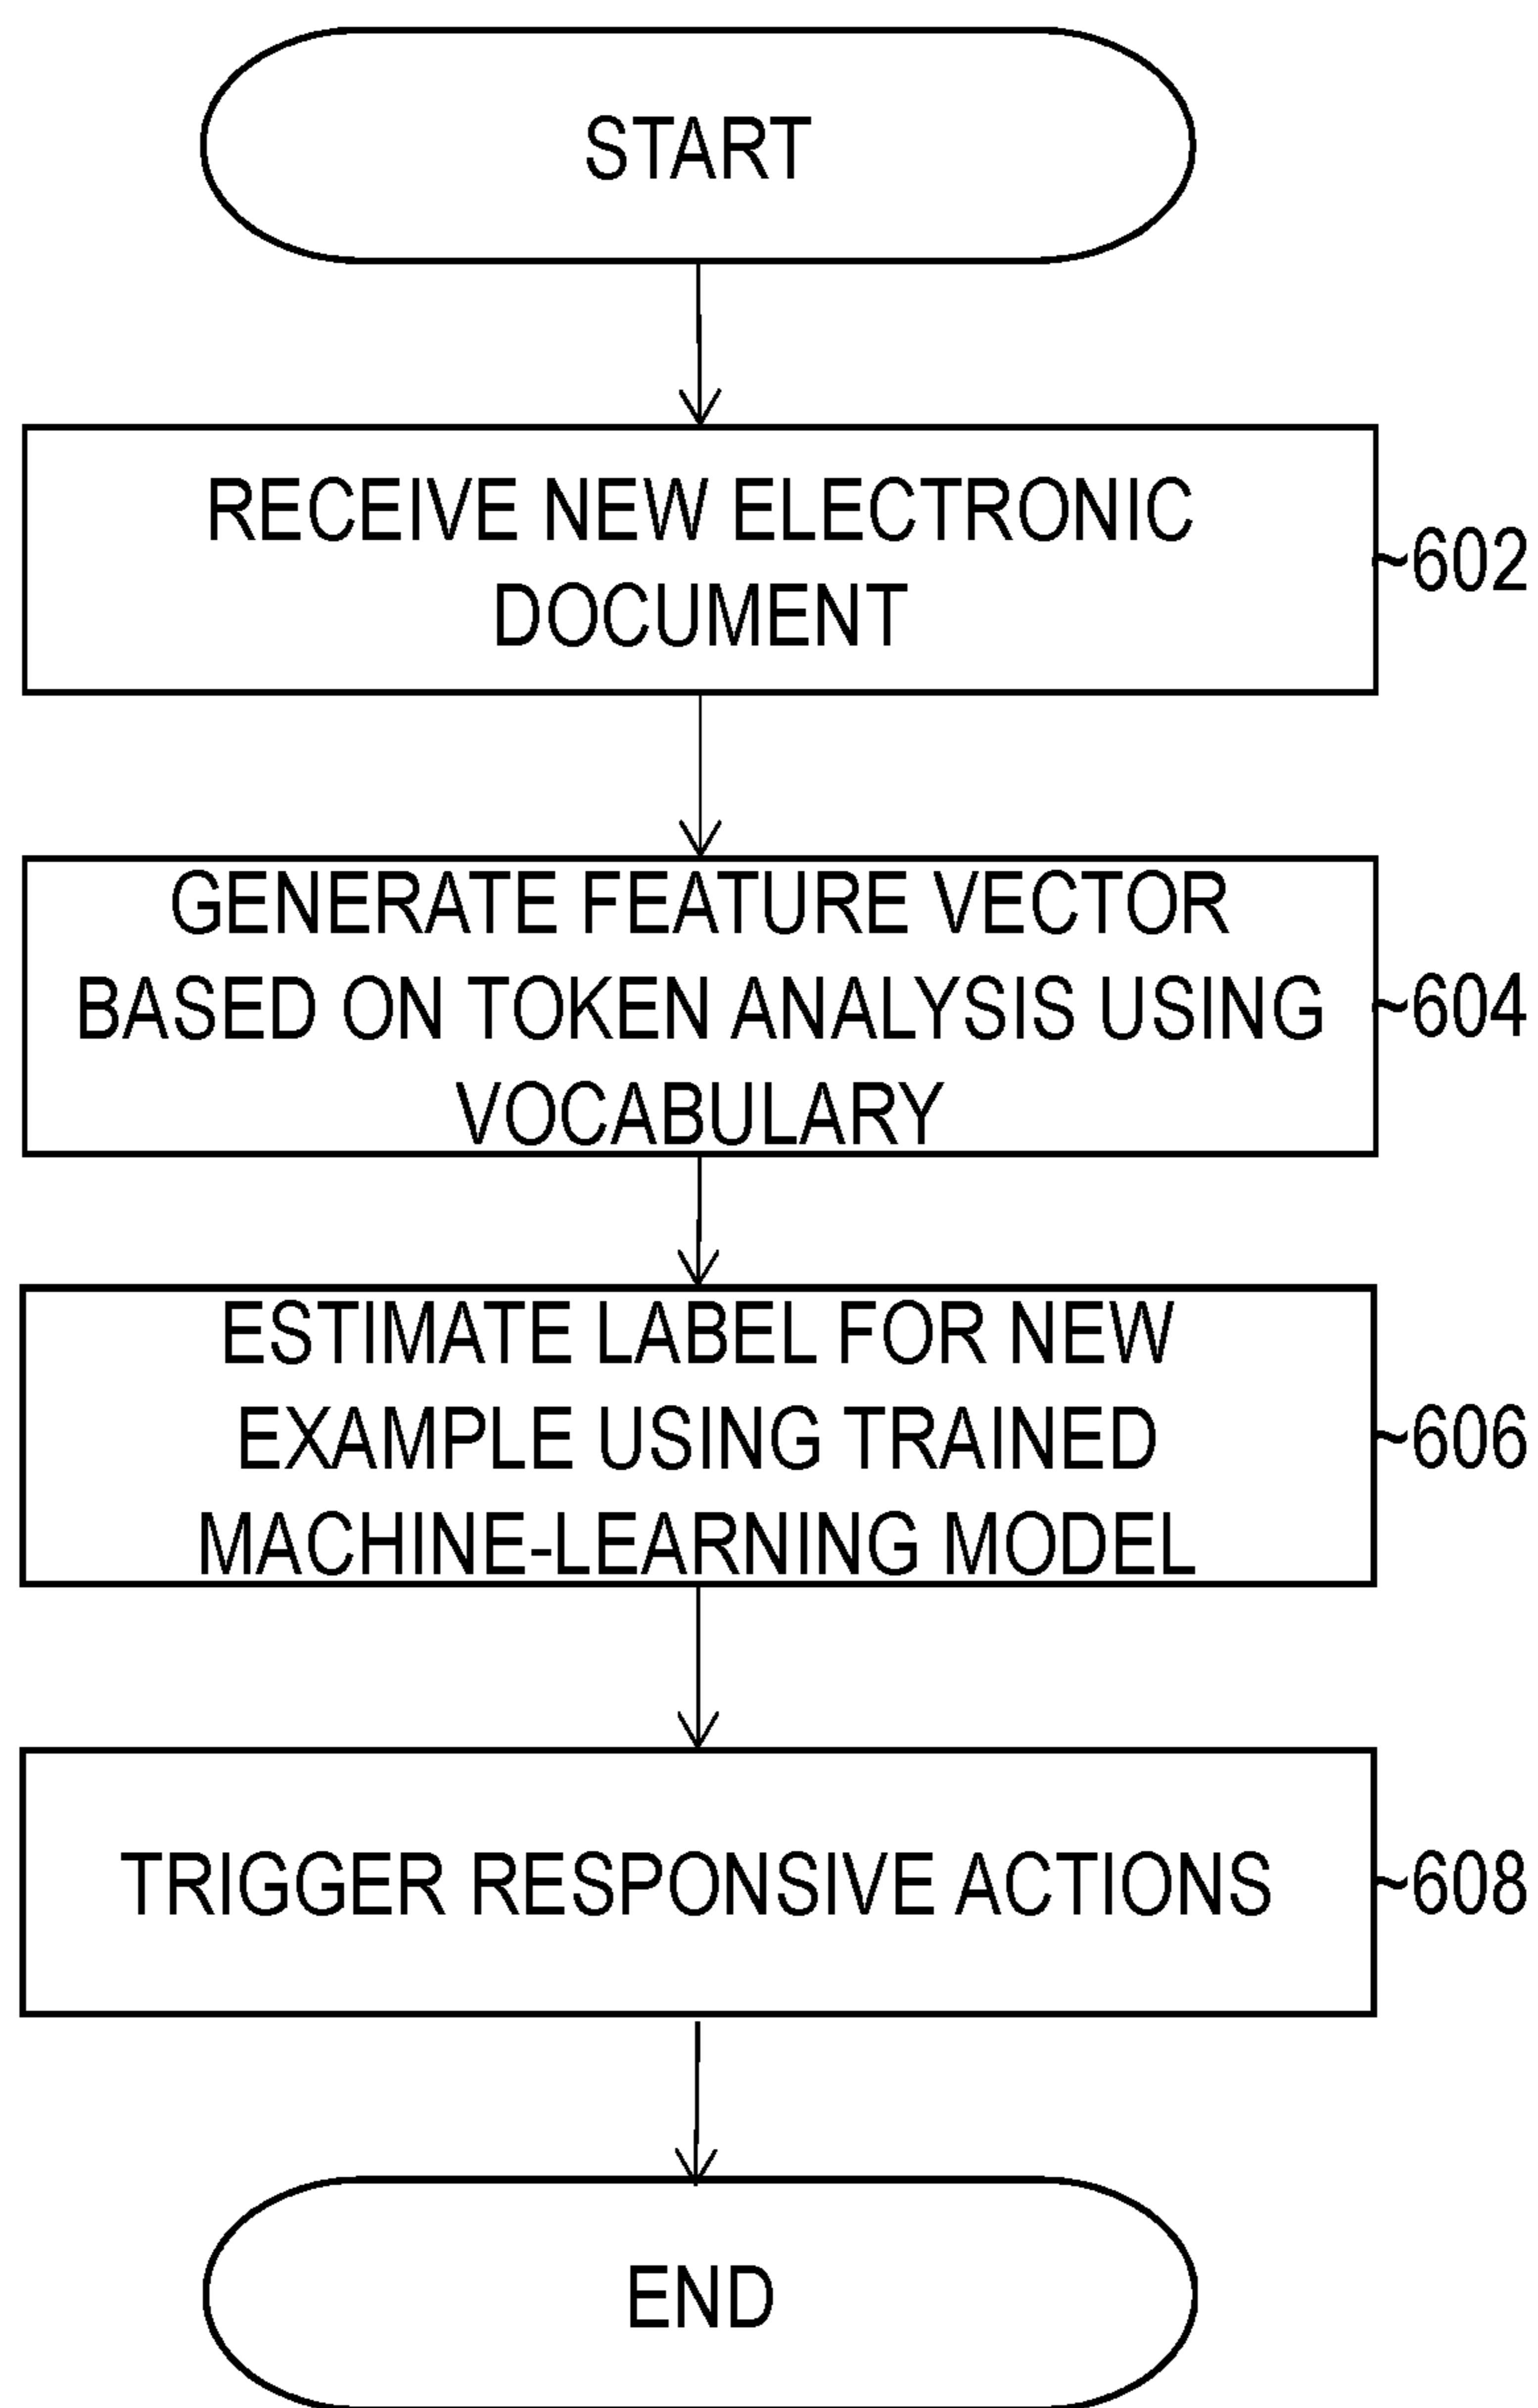 START
RECEIVE NEW ELECTRONIC
DOCUMENT
~602
GENERATE FEATURE VECTOR
BASED ON TOKEN ANALYSIS USING
VOCABULARY
~604
ESTIMATE LABEL FOR NEW
EXAMPLE USING TRAINED
MACHINE-LEARNING MODEL
~606
TRIGGER RESPONSIVE ACTIONS
~608
END